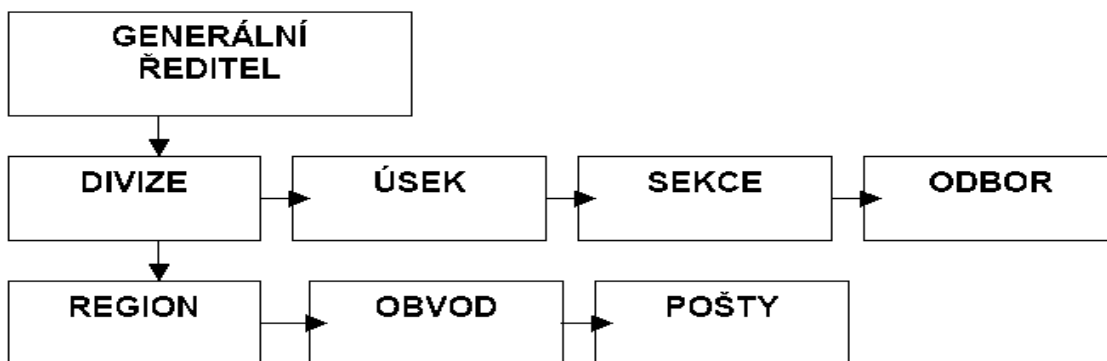 GENERÁLNÍ
ŘEDITEL
DIVIZE
ÚSEK
SEKCE
ODBOR
REGION
OBVOD
POŠTY